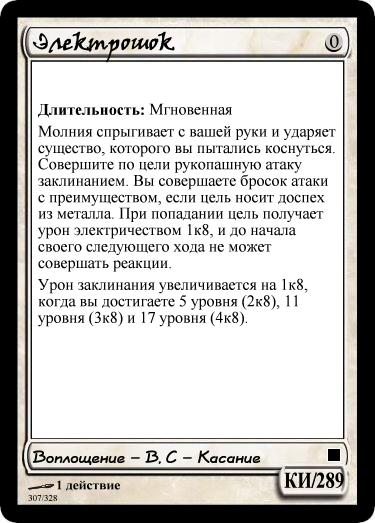 Электрошок 0
Длительность: Мгновенная
Молния спрыгивает с вашей руки и ударяет
существо, которого вы пытались коснуться.
Совершите по цели рукопашную атаку
заклинанием. Вы совершаете бросок атаки
с преимуществом, если цель носит доспех
из металла. При попадании цель получает
урон электричеством 1к8, и до начала
своего следующего хода не может
совершать реакции.
Урон заклинания увеличивается на 1к8,
когда вы достигаете 5 уровня (2к8), 11
уровня (3к8) и 17 уровня (4к8).
Воплощение – В, С – Касание
1 действие
КИ/289
307/328